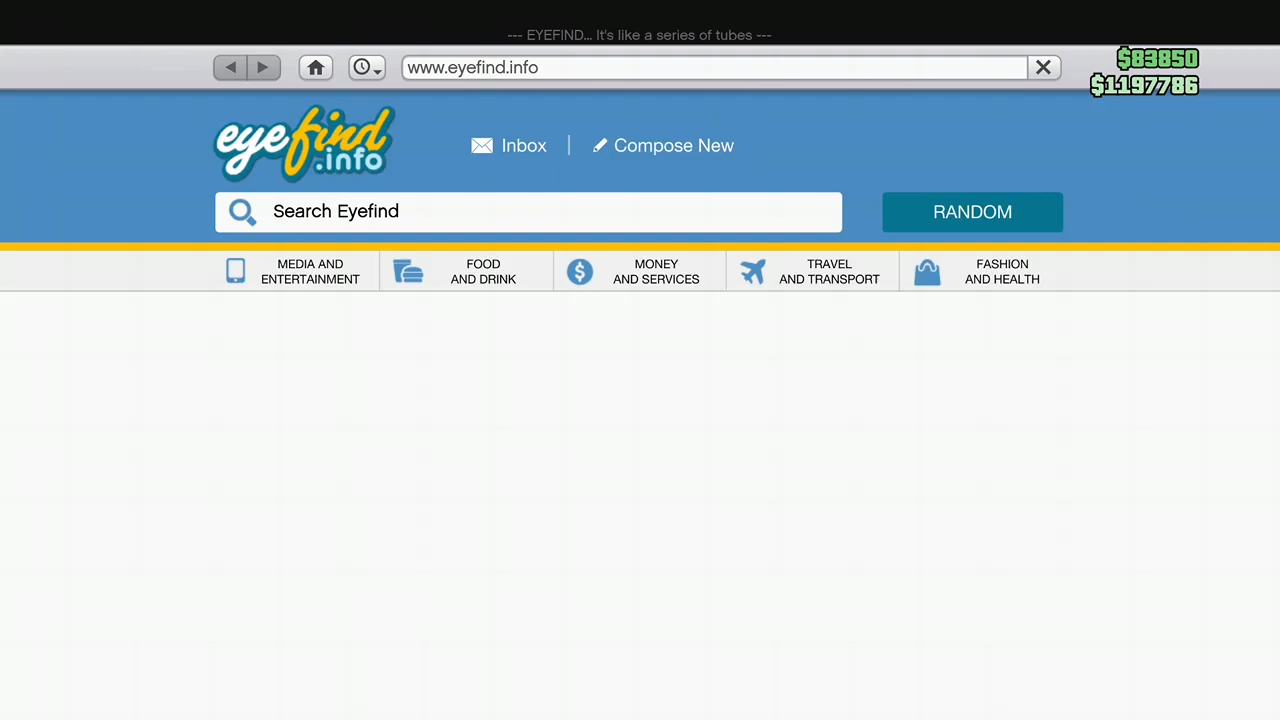 --- EYEFIND... It's like a series of tubes ---
www.eyefind.info
$83850
$1197786
eyefind
.info
Inbox
Compose New
Search Eyefind
RANDOM
MEDIA AND
ENTERTAINMENT
FOOD
AND DRINK
MONEY
AND SERVICES
TRAVEL
AND TRANSPORT
FASHION
AND HEALTH